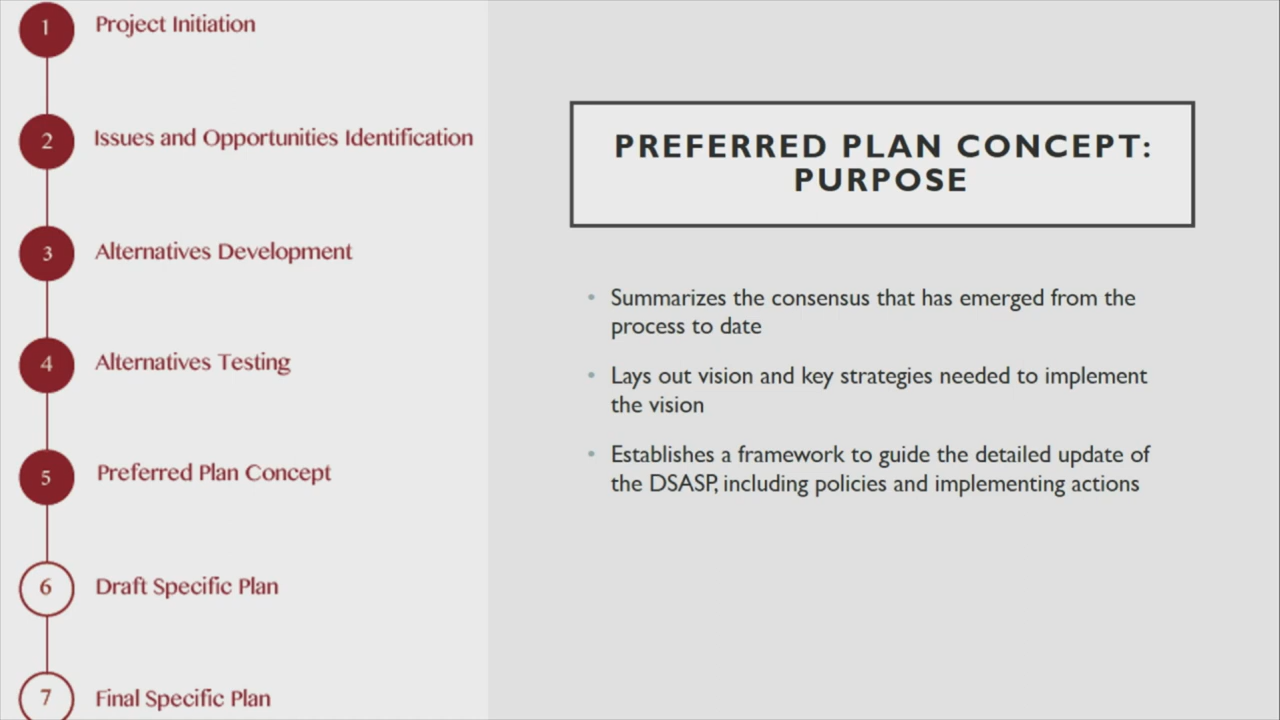 1
Project Initiation
2
Issues and Opportunities Identification
3
Alternatives Development
4
Alternatives Testing
5
Preferred Plan Concept
6
Draft Specific Plan
7
Final Specific Plan
PREFERRED PLAN CONCEPT:
PURPOSE
• Summarizes the consensus that has emerged from the
process to date
• Lays out vision and key strategies needed to implement
the vision
• Establishes a framework to guide the detailed update of
the DSASP, including policies and implementing actions